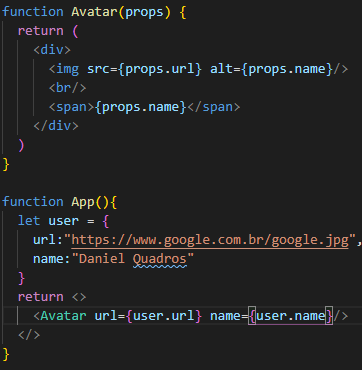 function Avatar(props) {
  return (
    <div>
      <img src={props.url} alt={props.name}/>
      <br/>
      <span>{props.name}</span>
    </div>
  )
}

function App(){
  let user = {
    url:"https://www.google.com.br/google.jpg",
    name:"Daniel Quadros"
  }
  return <>
    <Avatar url={user.url} name={user.name}/>
  </>
}